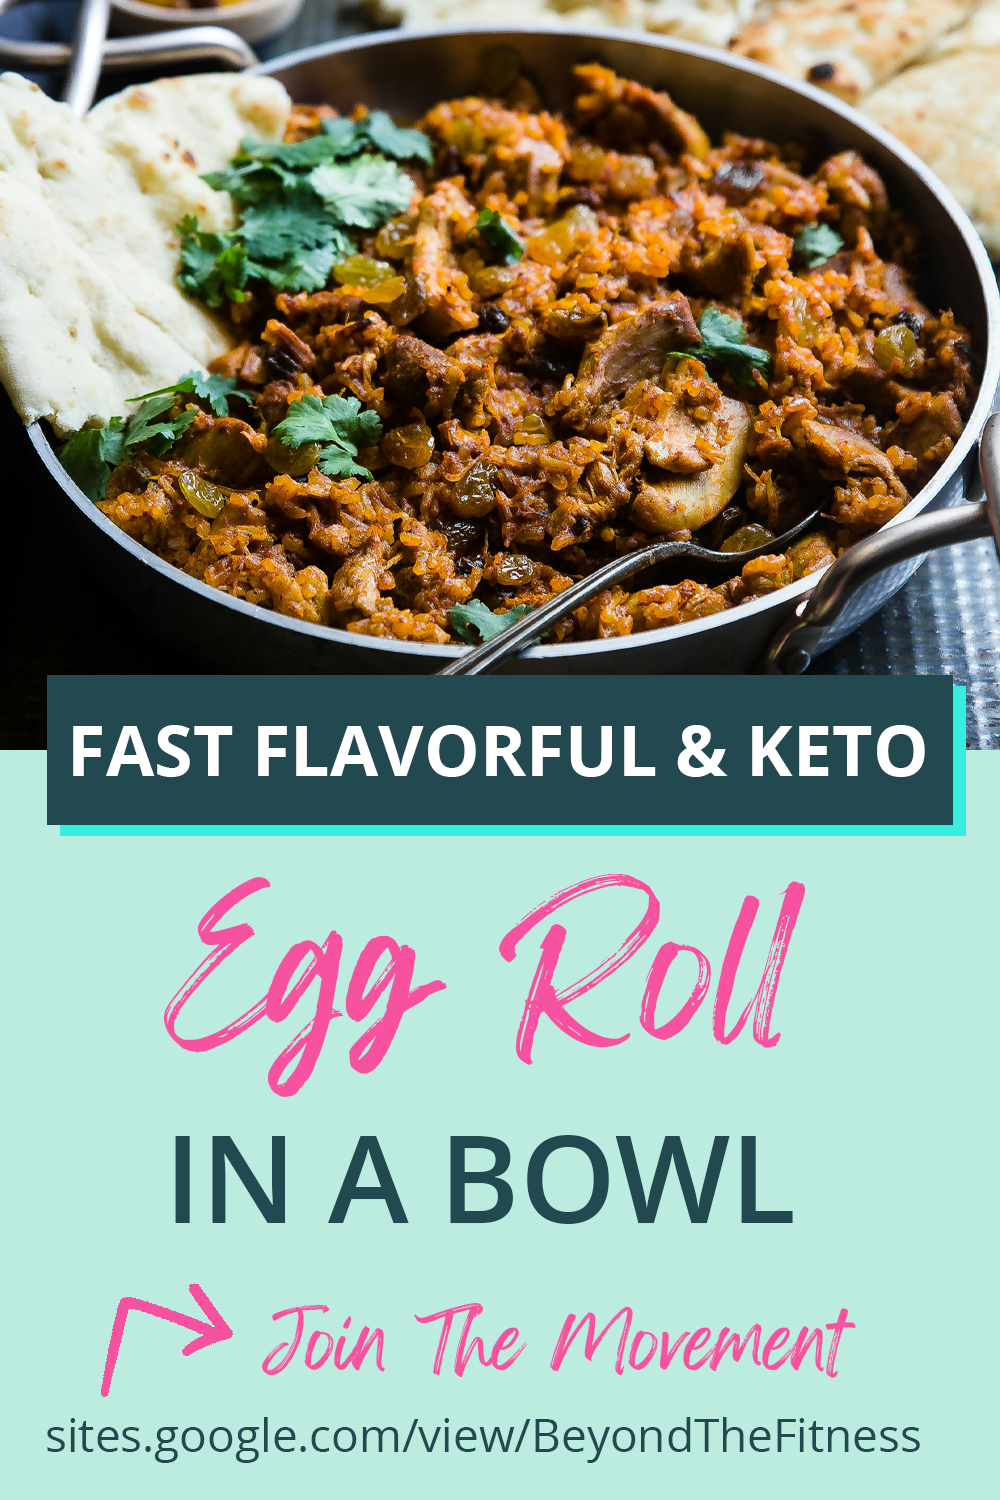 FAST FLAVORFUL & KETO
Egg Roll
IN A BOWL
Join The Movement
sites.google.com/view/BeyondTheFitness